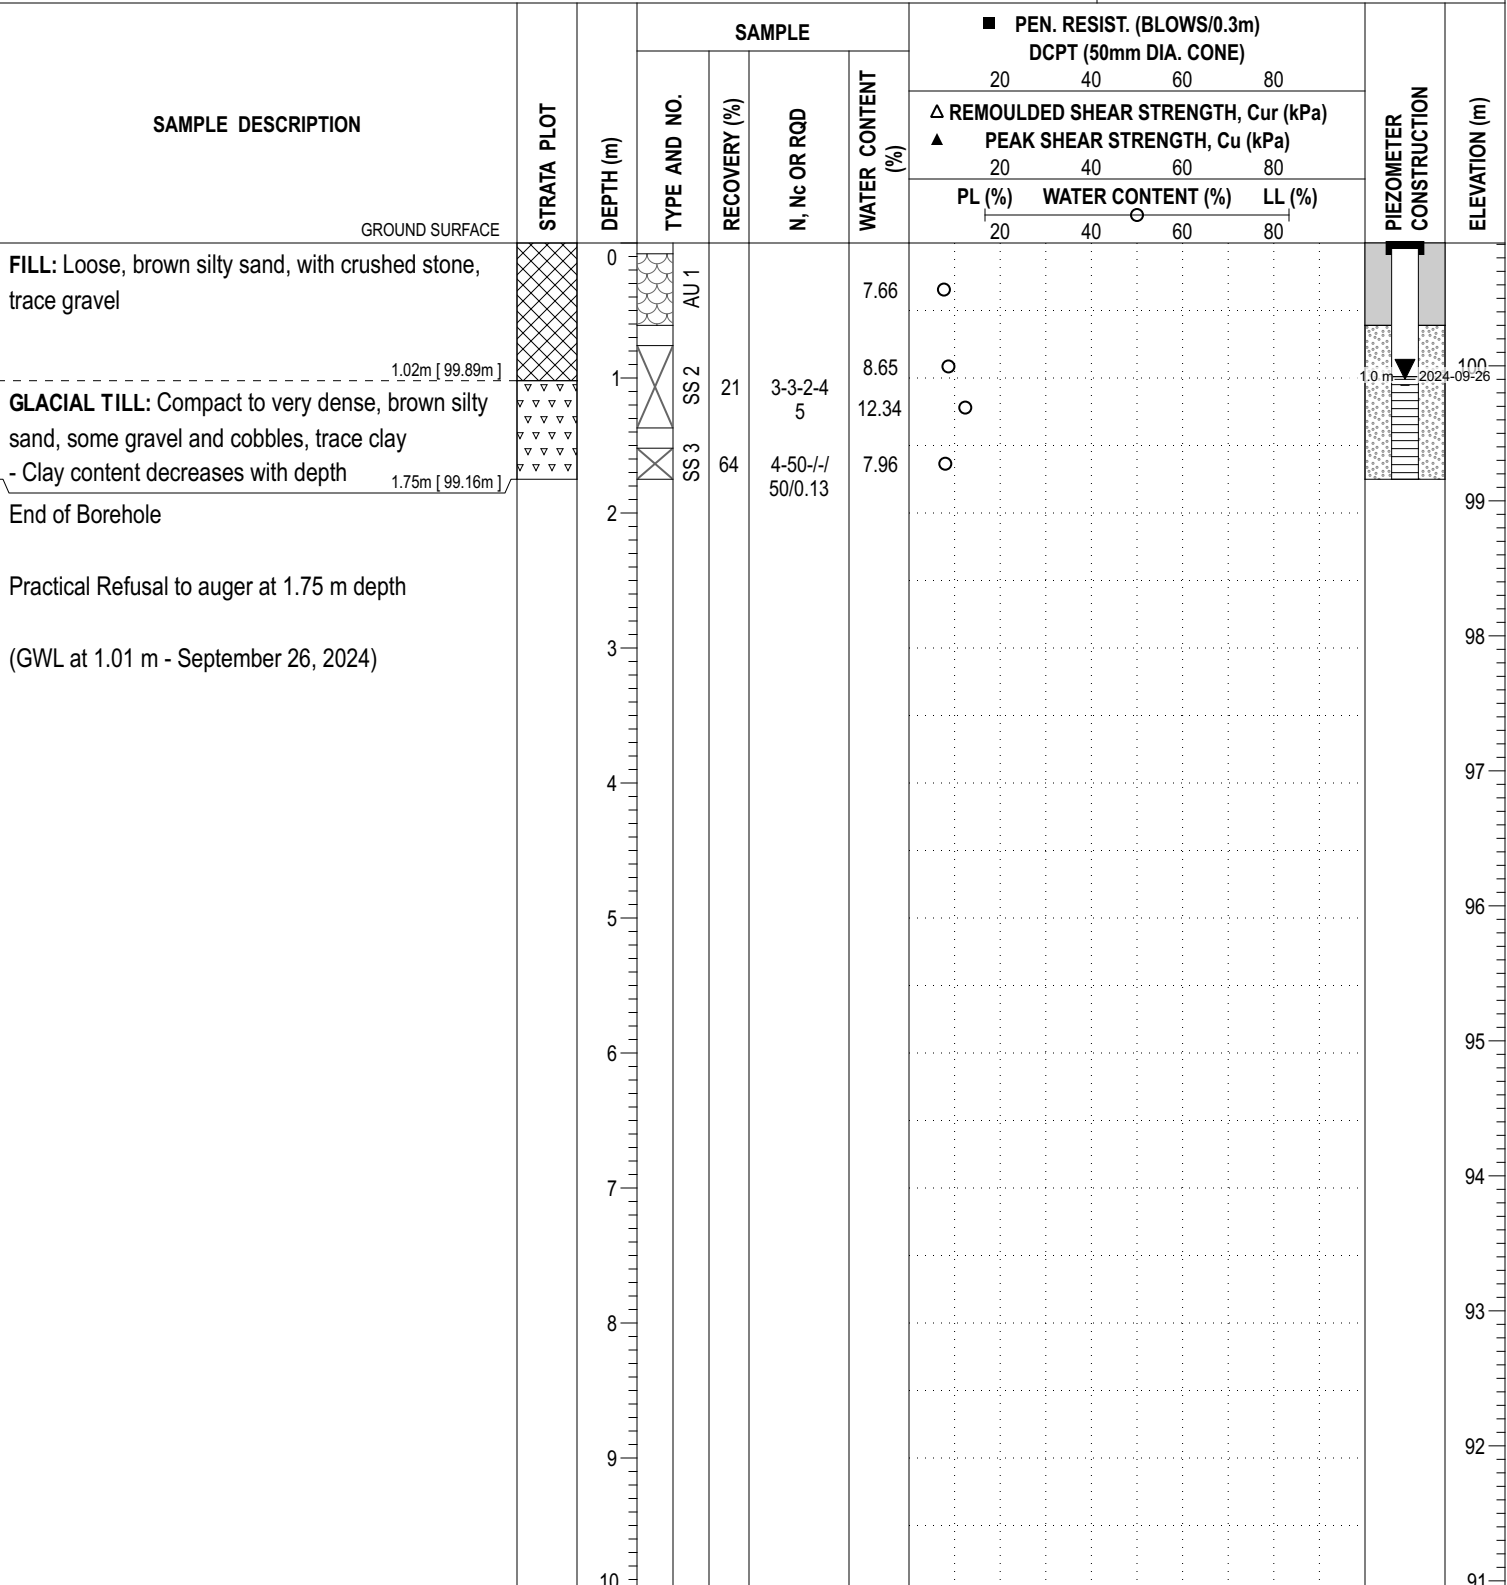 SAMPLE DESCRIPTION
GROUND SURFACE
STRATA PLOT
DEPTH (m)
SAMPLE
TYPE AND NO.
RECOVERY (%)
N, Nc OR RQD
WATER CONTENT
(%)
■ PEN. RESIST. (BLOWS/0.3m)
DCPT (50mm DIA. CONE)
20 40 60 80
△ REMOULDED SHEAR STRENGTH, Cur (kPa)
▲ PEAK SHEAR STRENGTH, Cu (kPa)
20 40 60 80
PL (%) WATER CONTENT (%) LL (%)
20 40 60 80
PIEZOMETER
CONSTRUCTION
ELEVATION (m)
FILL: Loose, brown silty sand, with crushed stone,
trace gravel
1.02m [ 99.89m ]
GLACIAL TILL: Compact to very dense, brown silty
sand, some gravel and cobbles, trace clay
- Clay content decreases with depth
1.75m [ 99.16m ]
End of Borehole
Practical Refusal to auger at 1.75 m depth
(GWL at 1.01 m - September 26, 2024)
0
1
2
3
4
5
6
7
8
9
10
AU 1
7.66
SS 2
21
3-3-2-4
5
8.65
12.34
SS 3
64
4-50-/-/
50/0.13
7.96
1.0 m
2024-09-26
100
99
98
97
96
95
94
93
92
91